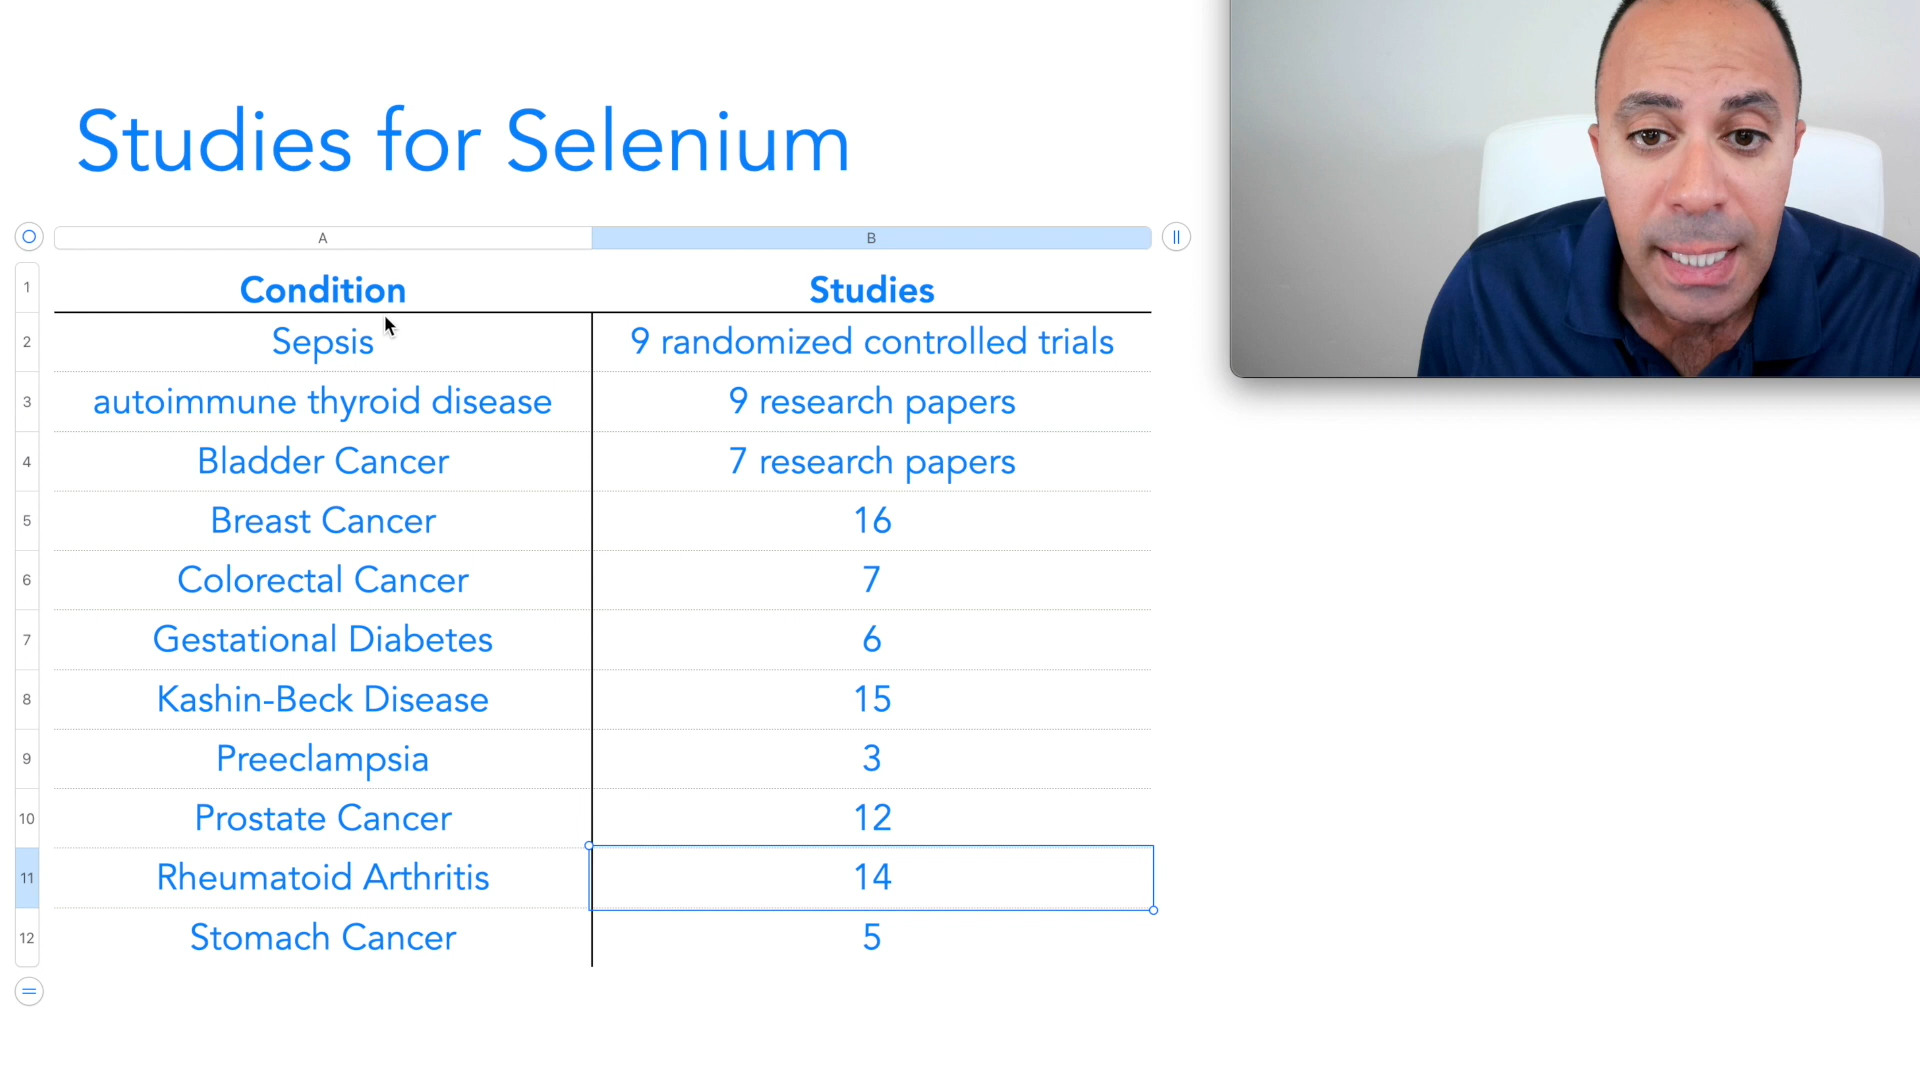 Studies for Selenium
A B
1 Condition Studies
2 Sepsis 9 randomized controlled trials
3 autoimmune thyroid disease 9 research papers
4 Bladder Cancer 7 research papers
5 Breast Cancer 16
6 Colorectal Cancer 7
7 Gestational Diabetes 6
8 Kashin-Beck Disease 15
9 Preeclampsia 3
10 Prostate Cancer 12
11 Rheumatoid Arthritis 14
12 Stomach Cancer 5